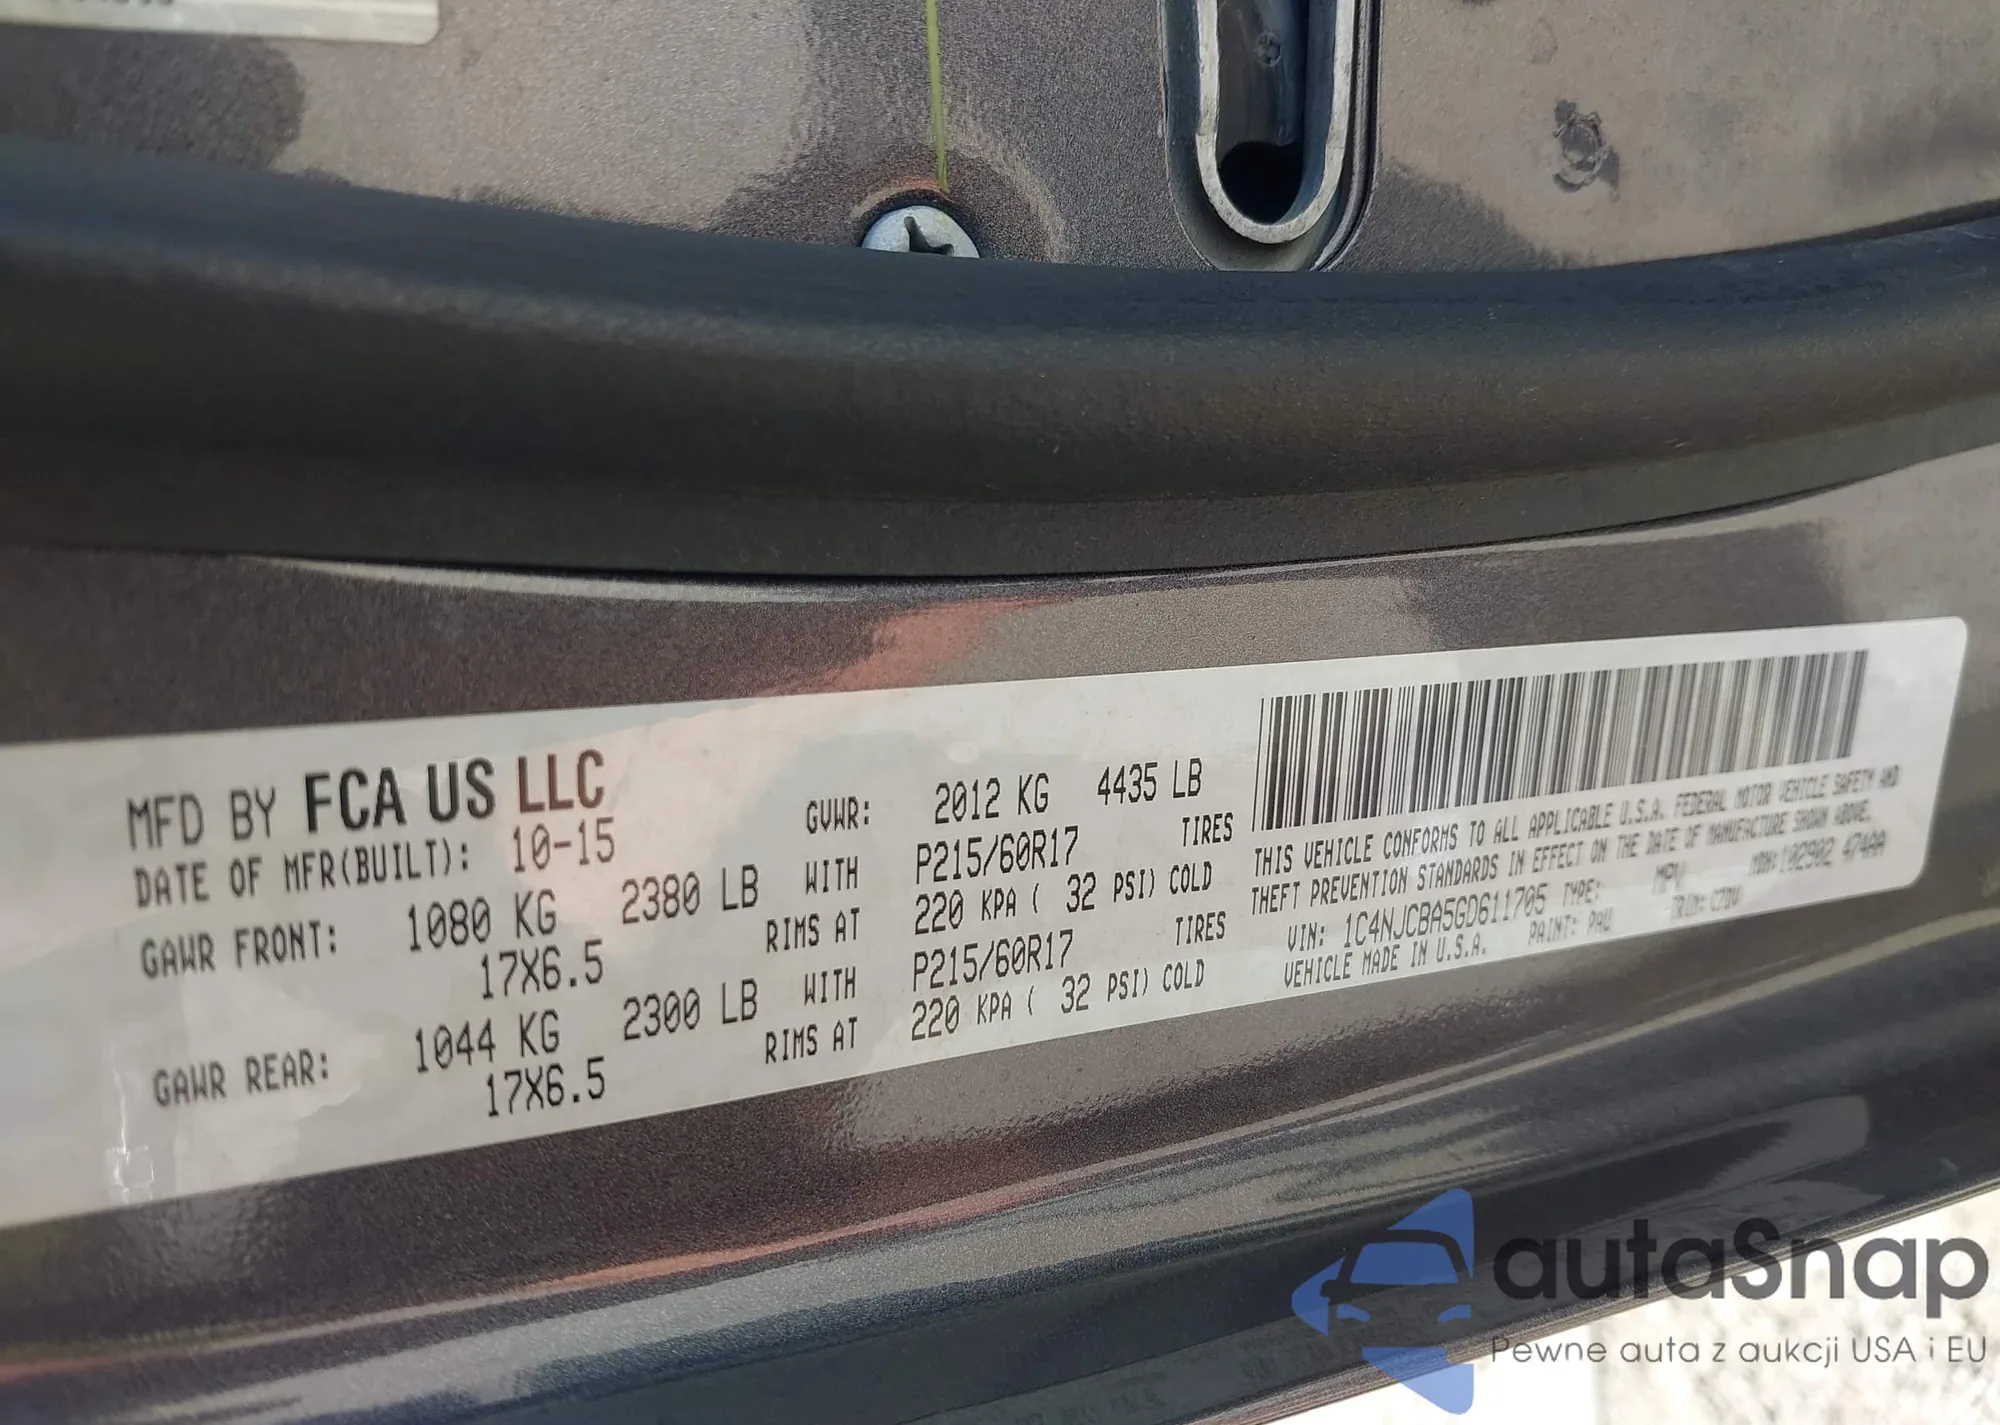 MFD BY FCA US LLC
DATE OF MFR(BUILT): 10-15
GVWR: 2012 KG 4435 LB
GAWR FRONT: 1080 KG 2380 LB WITH P215/60R17 TIRES
17X6.5 RIMS AT 220 KPA ( 32 PSI) COLD
GAWR REAR: 1044 KG 2300 LB WITH P215/60R17 TIRES
17X6.5 RIMS AT 220 KPA ( 32 PSI) COLD
THIS VEHICLE CONFORMS TO ALL APPLICABLE U.S.A. FEDERAL MOTOR VEHICLE SAFETY AND
THEFT PREVENTION STANDARDS IN EFFECT ON THE DATE OF MANUFACTURE SHOWN ABOVE.
VIN: 1C4NJCBA5GD611705 TYPE: MPV MDH:102902 474AA
VEHICLE MADE IN U.S.A. PAINT: PAU TRIM:
autaSnap
Pewne auta z aukcji USA i EU